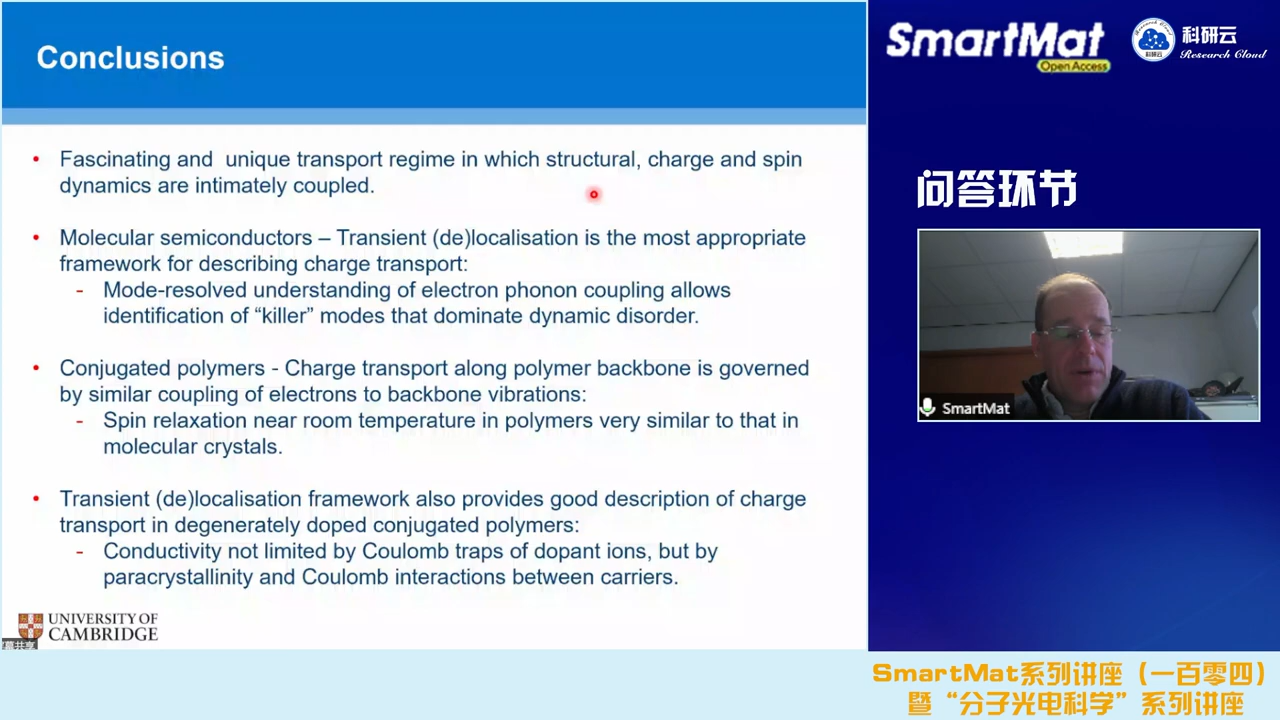 Conclusions
• Fascinating and unique transport regime in which structural, charge and spin
dynamics are intimately coupled.
• Molecular semiconductors – Transient (de)localisation is the most appropriate
framework for describing charge transport:
- Mode-resolved understanding of electron phonon coupling allows
identification of “killer” modes that dominate dynamic disorder.
• Conjugated polymers - Charge transport along polymer backbone is governed
by similar coupling of electrons to backbone vibrations:
- Spin relaxation near room temperature in polymers very similar to that in
molecular crystals.
• Transient (de)localisation framework also provides good description of charge
transport in degenerately doped conjugated polymers:
- Conductivity not limited by Coulomb traps of dopant ions, but by
paracrystallinity and Coulomb interactions between carriers.
UNIVERSITY OF
CAMBRIDGE
SmartMat
Open Access
科研云
Research Cloud
问答环节
SmartMat
SmartMat系列讲座（一百零四）
暨“分子光电科学”系列讲座